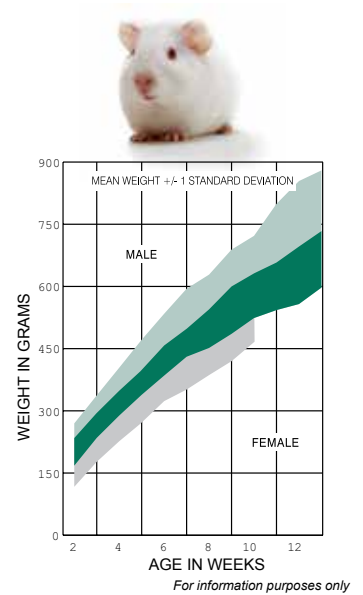 900
MEAN WEIGHT +/- 1 STANDARD DEVIATION
750
MALE
600
WEIGHT IN GRAMS
450
300
FEMALE
150
0
2 4 6 8 10 12
AGE IN WEEKS
For information purposes only